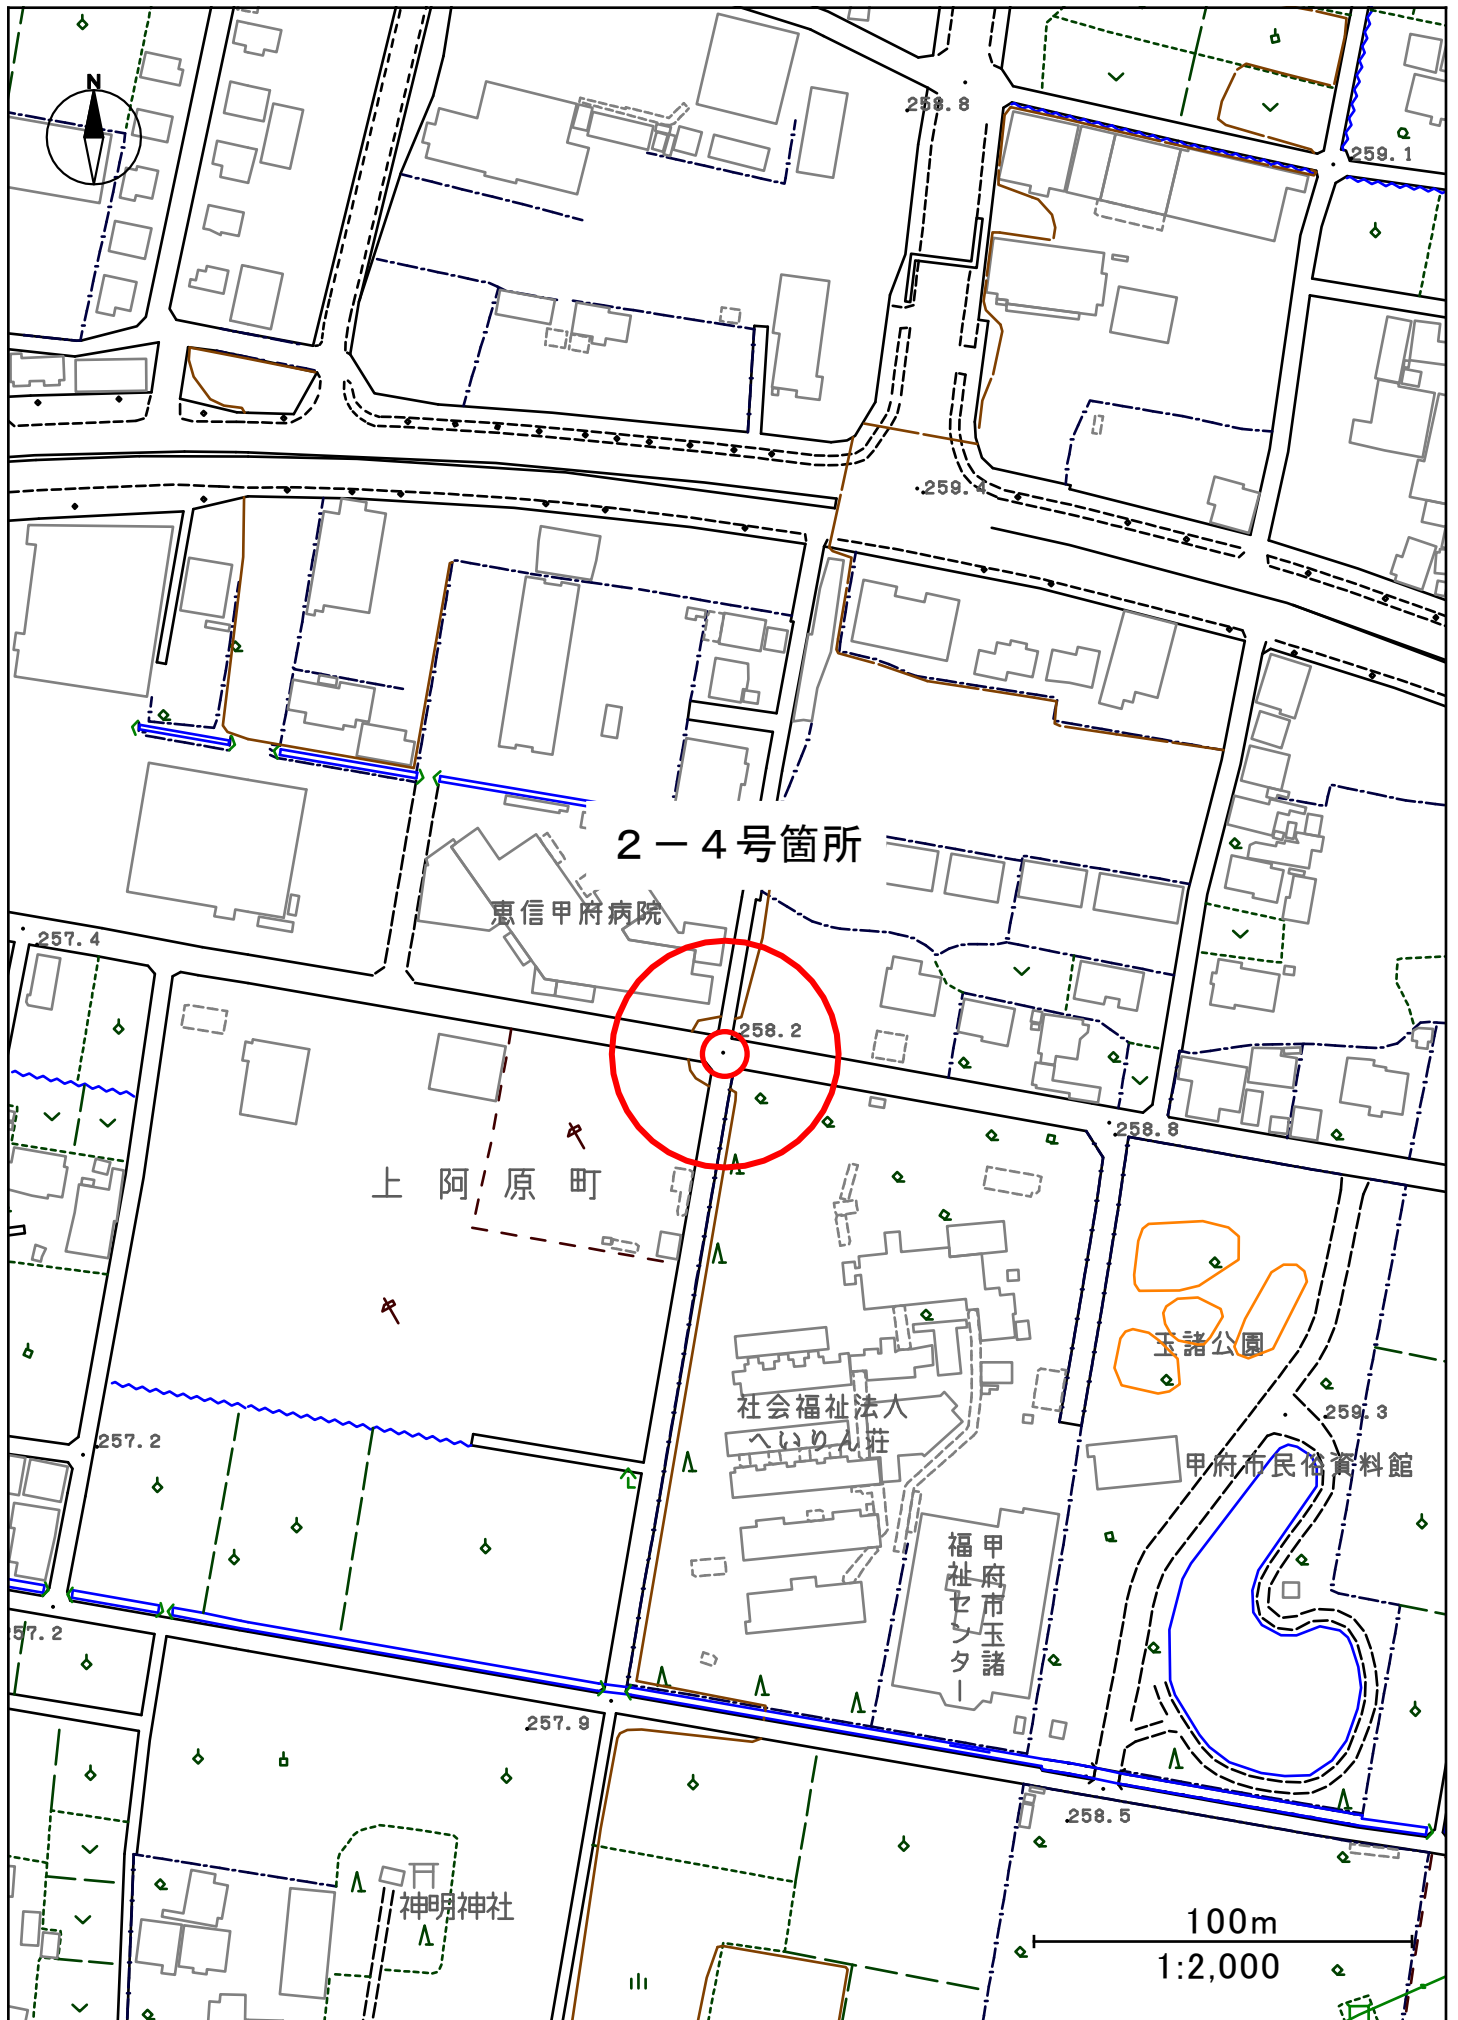 N
258.8
259.1
259.4
２－４号箇所
恵信甲府病院
257.4
258.2
258.8
上阿原町
玉諸公園
社会福祉法人
へいりん荘
259.3
257.2
甲府市民俗資料館
甲府市玉諸
福祉センター
257.2
257.9
258.5
神明神社
100m
1:2,000